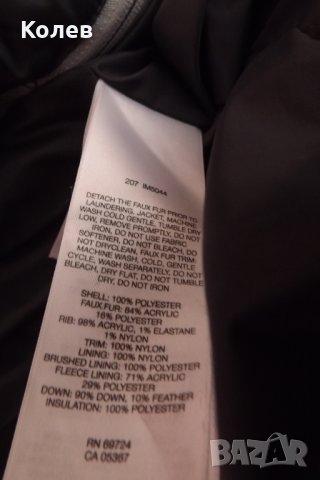 Колев
207 IM5044
DETACH THE FAUX FUR PRIOR TO
LAUNDERING. JACKET, MACHINE
WASH COLD GENTLE, TUMBLE DRY
LOW, REMOVE PROMPTLY, DO NOT
IRON, DO NOT USE FABRIC
SOFTENER, DO NOT BLEACH, DO
NOT DRYCLEAN, FAUX FUR TRIM
MACHINE WASH, COLD, GENTLE
CYCLE, WASH SEPARATELY, DO NOT
BLEACH, DRY FLAT, DO NOT TUMBLE
DRY, DO NOT IRON
SHELL: 100% POLYESTER
FAUX.FUR: 84% ACRYLIC
16% POLYESTER
RIB: 98% ACRYLIC, 1% ELASTANE
1% NYLON
TRIM: 100% NYLON
LINING: 100% NYLON
BRUSHED LINING: 100% POLYESTER
FLEECE LINING: 71% ACRYLIC
29% POLYESTER
DOWN: 90% DOWN, 10% FEATHER
INSULATION: 100% POLYESTER
RN 69724
CA 05367
BAZAR